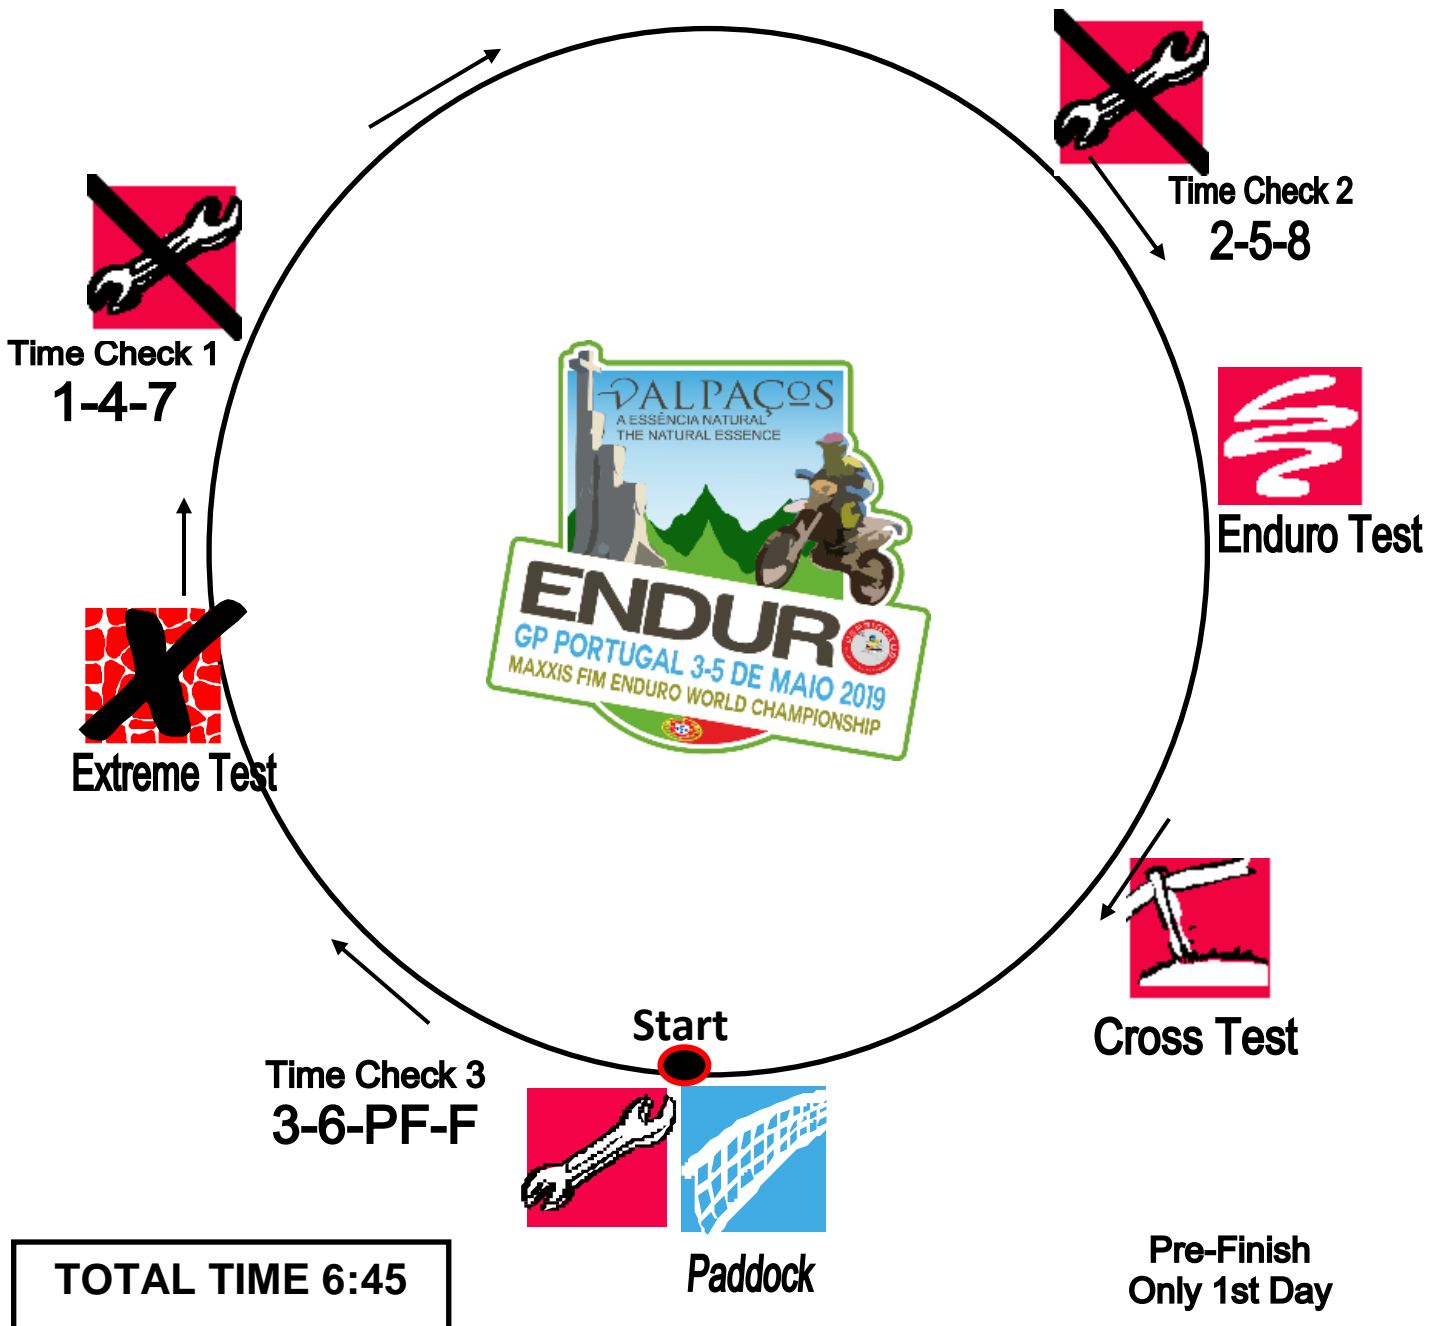 Time Check 2
2-5-8
Time Check 1
1-4-7
VALPAÇOS
A ESSÊNCIA NATURAL
THE NATURAL ESSENCE
ENDURO
GP PORTUGAL 3-5 DE MAIO 2019
MAXXIS FIM ENDURO WORLD CHAMPIONSHIP
Enduro Test
Extreme Test
Cross Test
Start
Time Check 3
3-6-PF-F
Paddock
Pre-Finish
Only 1st Day
TOTAL TIME 6:45